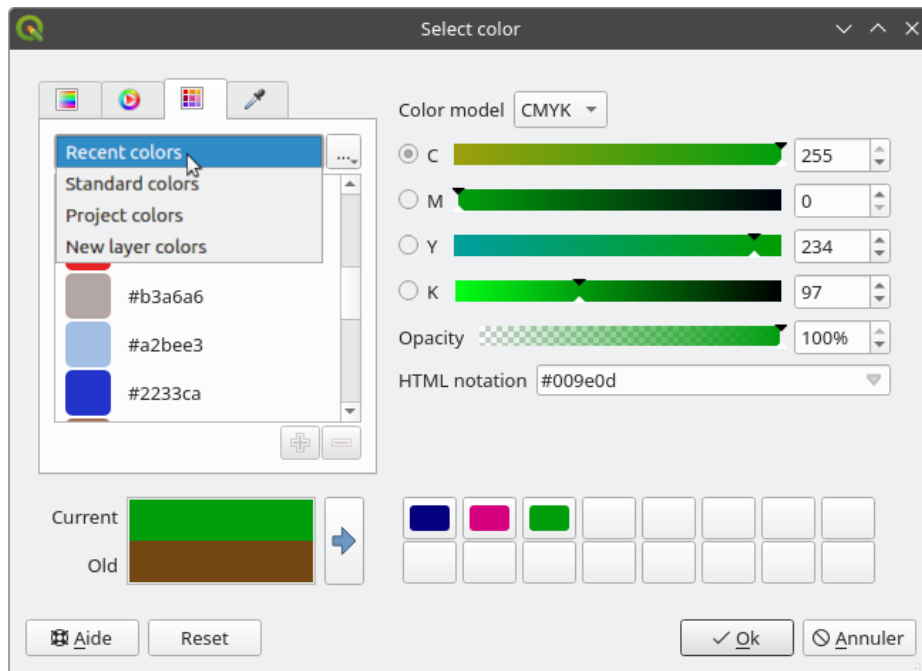 Select color
Recent colors
...
Standard colors
Project colors
New layer colors
#b3a6a6
#a2bee3
#2233ca
Color model CMYK
C 255
M 0
Y 234
K 97
Opacity 100%
HTML notation #009e0d
Current
Old
Aide
Reset
Ok
Annuler